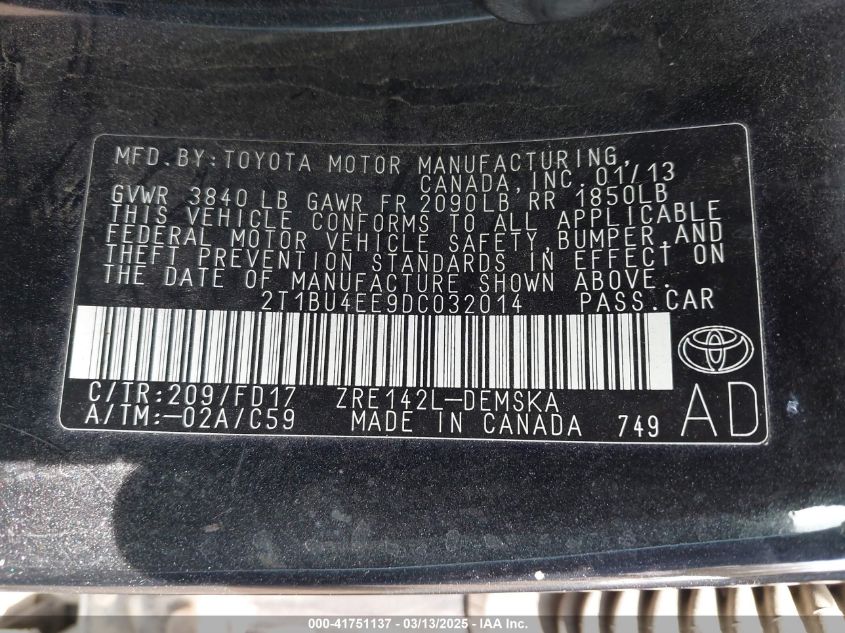 MFD.BY:TOYOTA MOTOR MANUFACTURING,
CANADA,INC. 01/13
GVWR 3840 LB GAWR FR 2090LB RR 1850LB
THIS VEHICLE CONFORMS TO ALL APPLICABLE
FEDERAL MOTOR VEHICLE SAFETY,BUMPER,AND
THEFT PREVENTION STANDARDS IN EFFECT ON
THE DATE OF MANUFACTURE SHOWN ABOVE.
2T1BU4EE9DC032014 PASS.CAR
C/TR:209/FD17 ZRE142L-DEMSKA
A/TM:-02A/C59 MADE IN CANADA 749 AD
000-41751137 - 03/13/2025 - IAA Inc.